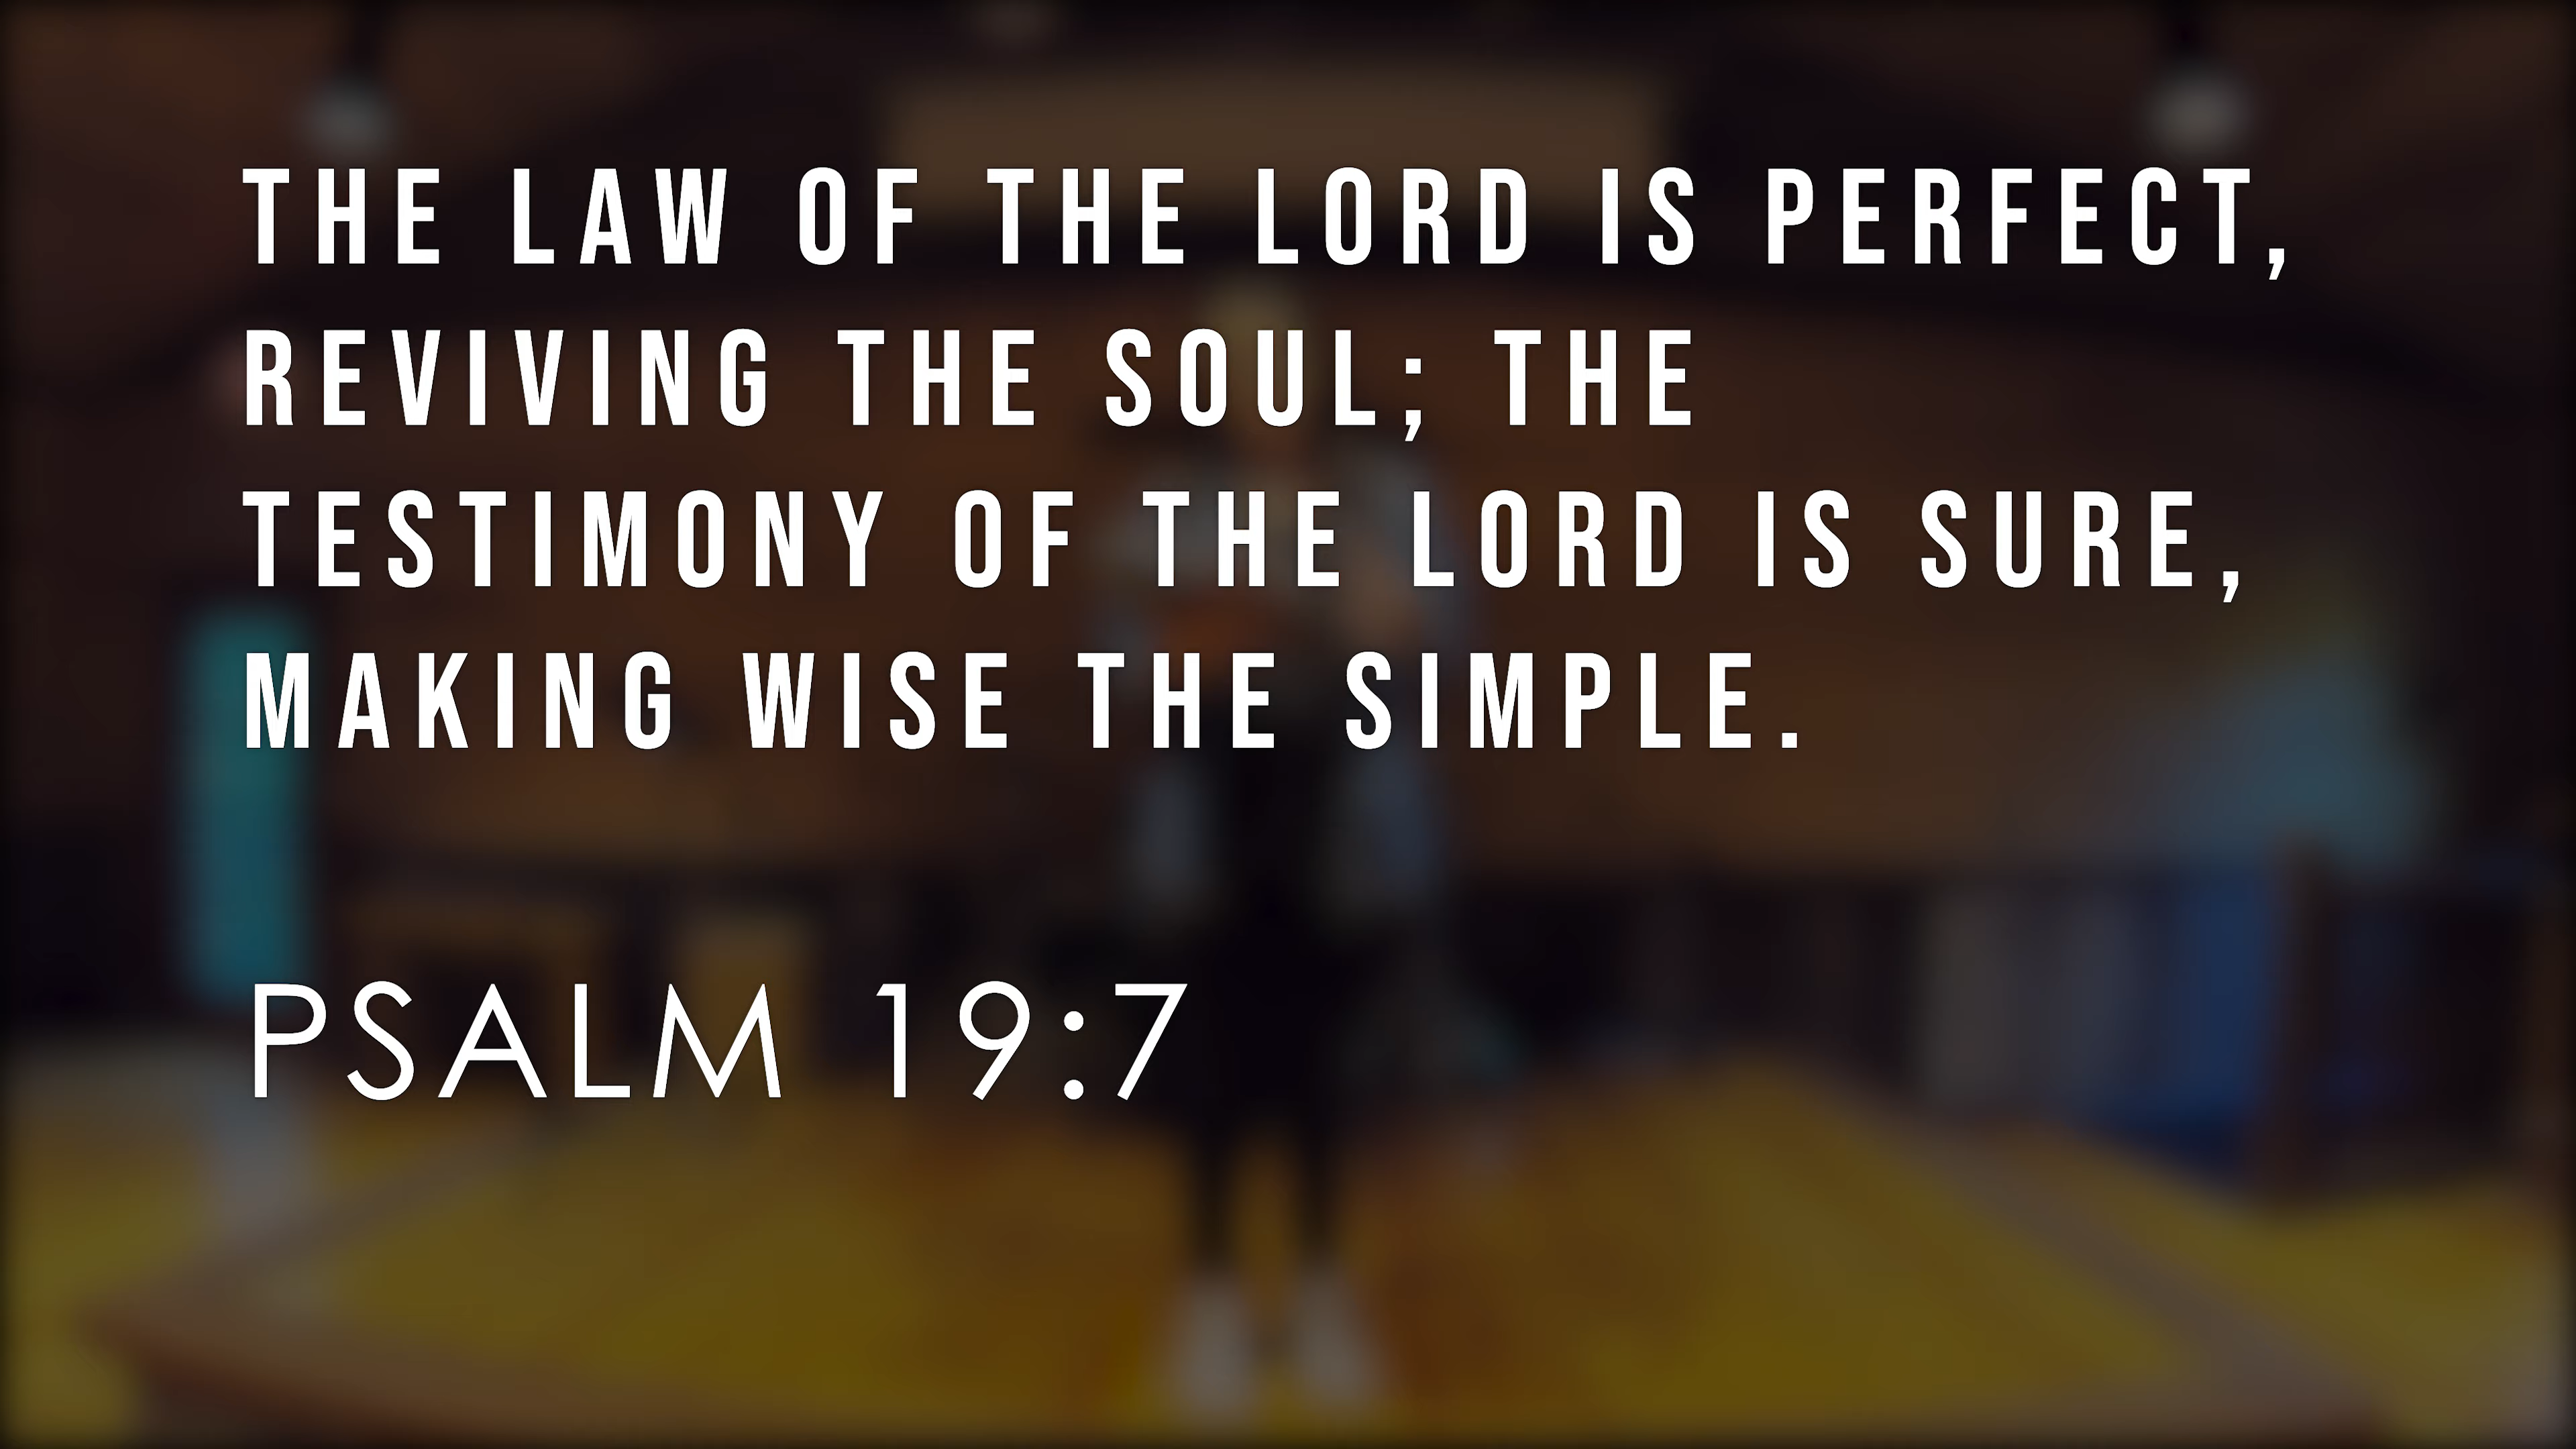 THE LAW OF THE LORD IS PERFECT,
REVIVING THE SOUL; THE
TESTIMONY OF THE LORD IS SURE,
MAKING WISE THE SIMPLE.
PSALM 19:7